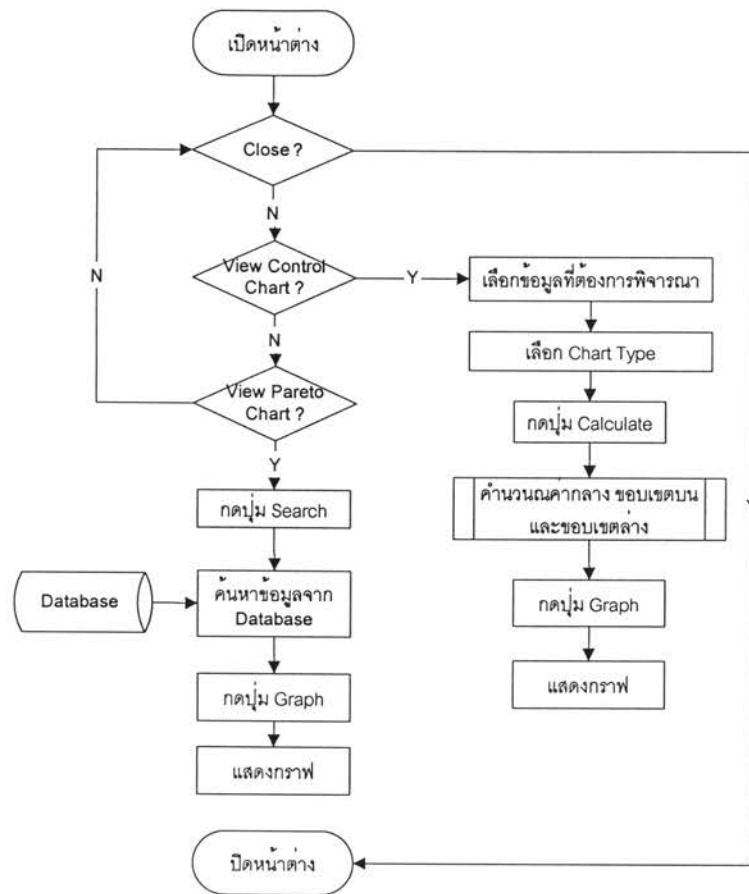 เปิดหน้าต่าง
Close ?
N
View Control
Chart ?
Y
เลือกข้อมูลที่ต้องการพิจารณา
N
N
เลือก Chart Type
View Pareto
Chart ?
กดปุ่ม Calculate
Y
คำนวนณค่ากลาง ขอบเขตบน
และขอบเขตล่าง
Y
กดปุ่ม Search
Database
ค้นหาข้อมูลจาก
Database
กดปุ่ม Graph
กดปุ่ม Graph
แสดงกราฟ
แสดงกราฟ
ปิดหน้าต่าง